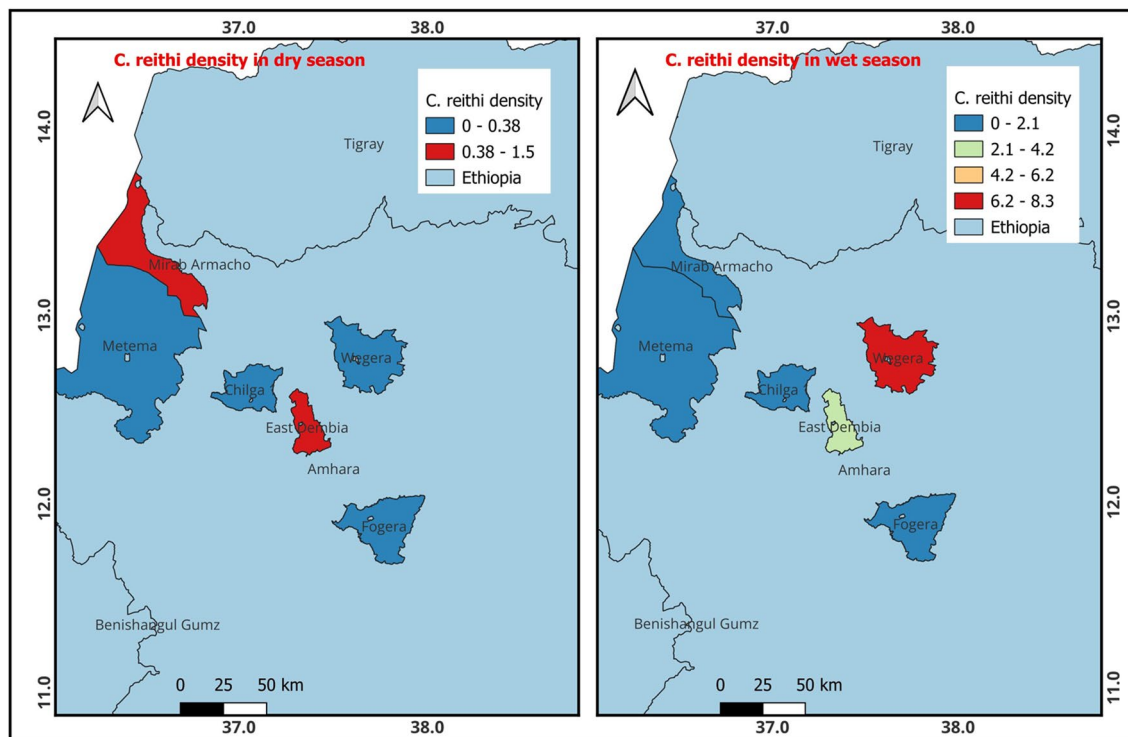 37.0
38.0
37.0
38.0
C. reithi density in dry season
C. reithi density
0 - 0.38
0.38 - 1.5
Ethiopia
14.0
13.0
12.0
11.0
Tigray
Mirab Armacho
Metema
Wegera
Chilga
East Dembia
Amhara
Fogera
Benishangul Gumz
0 25 50 km
37.0
38.0
C. reithi density in wet season
C. reithi density
0 - 2.1
2.1 - 4.2
4.2 - 6.2
6.2 - 8.3
Ethiopia
14.0
13.0
12.0
11.0
Tigray
Mirab Armacho
Metema
Wegera
Chilga
East Dembia
Amhara
Fogera
Benishangul Gumz
0 25 50 km
37.0
38.0